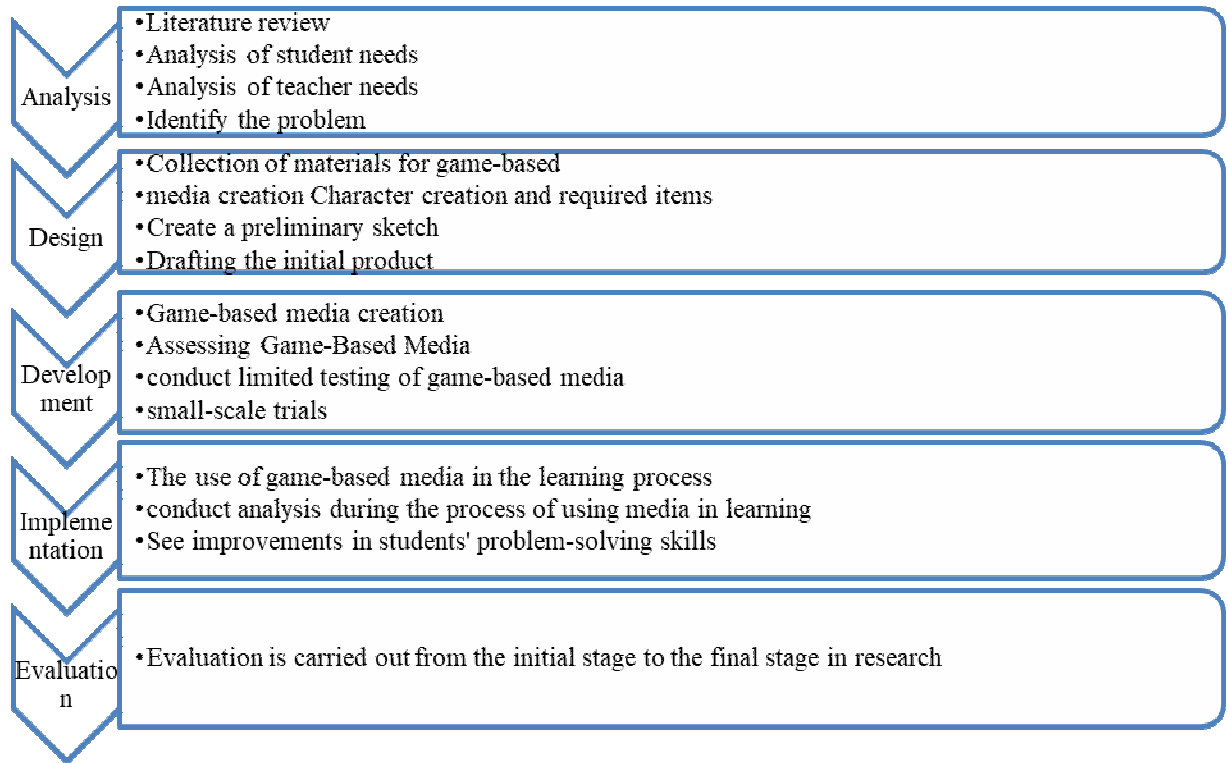 Analysis
•Literature review
•Analysis of student needs
•Analysis of teacher needs
•Identify the problem
Design
•Collection of materials for game-based
•media creation Character creation and required items
•Create a preliminary sketch
•Drafting the initial product
Develop
ment
•Game-based media creation
•Assessing Game-Based Media
•conduct limited testing of game-based media
•small-scale trials
Impleme
ntation
•The use of game-based media in the learning process
•conduct analysis during the process of using media in learning
•See improvements in students' problem-solving skills
Evaluatio
n
•Evaluation is carried out from the initial stage to the final stage in research